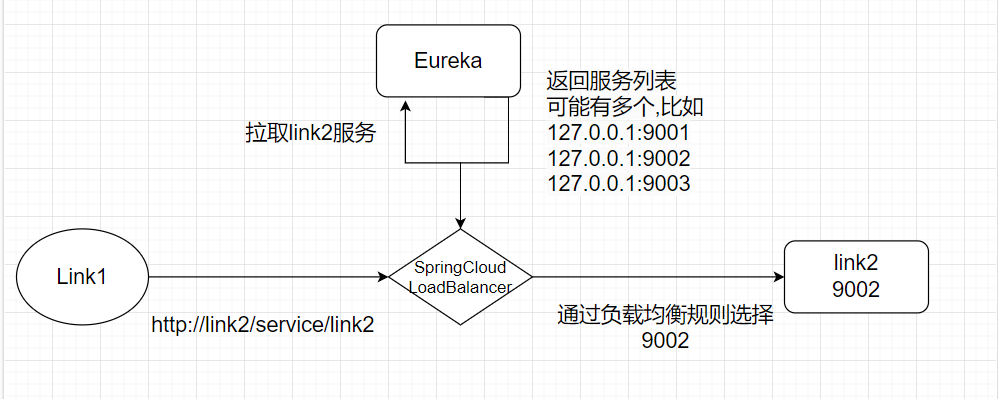 Eureka
返回服务列表
可能有多个,比如
127.0.0.1:9001
127.0.0.1:9002
127.0.0.1:9003
拉取link2服务
Link1
SpringCloud
LoadBalancer
link2
9002
http://link2/service/link2
通过负载均衡规则选择
9002